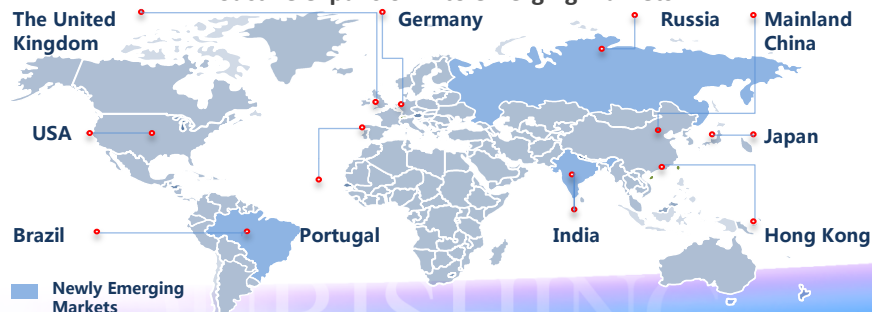 The United
Kingdom
Germany
Russia
Mainland
China
USA
Japan
Brazil
Portugal
India
Hong Kong
Newly Emerging
Markets